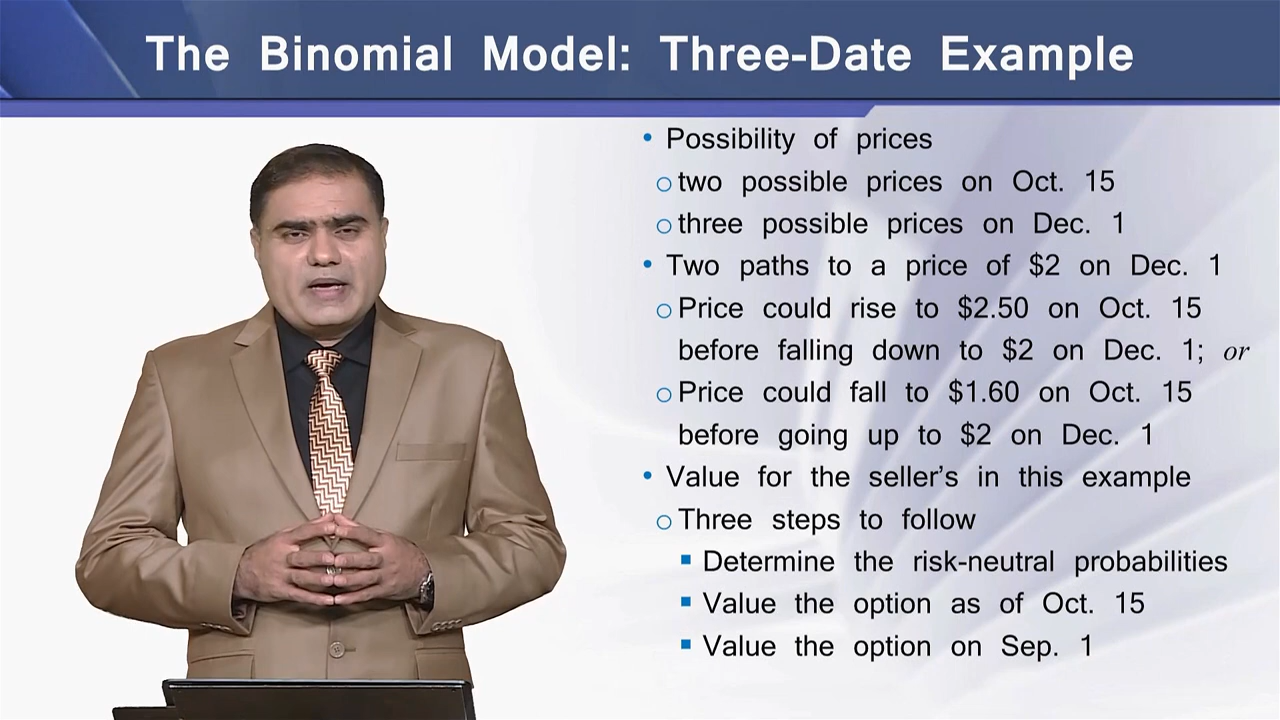 The Binomial Model: Three-Date Example
• Possibility of prices
○ two possible prices on Oct. 15
○ three possible prices on Dec. 1
• Two paths to a price of $2 on Dec. 1
○ Price could rise to $2.50 on Oct. 15
before falling down to $2 on Dec. 1; or
○ Price could fall to $1.60 on Oct. 15
before going up to $2 on Dec. 1
• Value for the seller’s in this example
○ Three steps to follow
▪ Determine the risk-neutral probabilities
▪ Value the option as of Oct. 15
▪ Value the option on Sep. 1